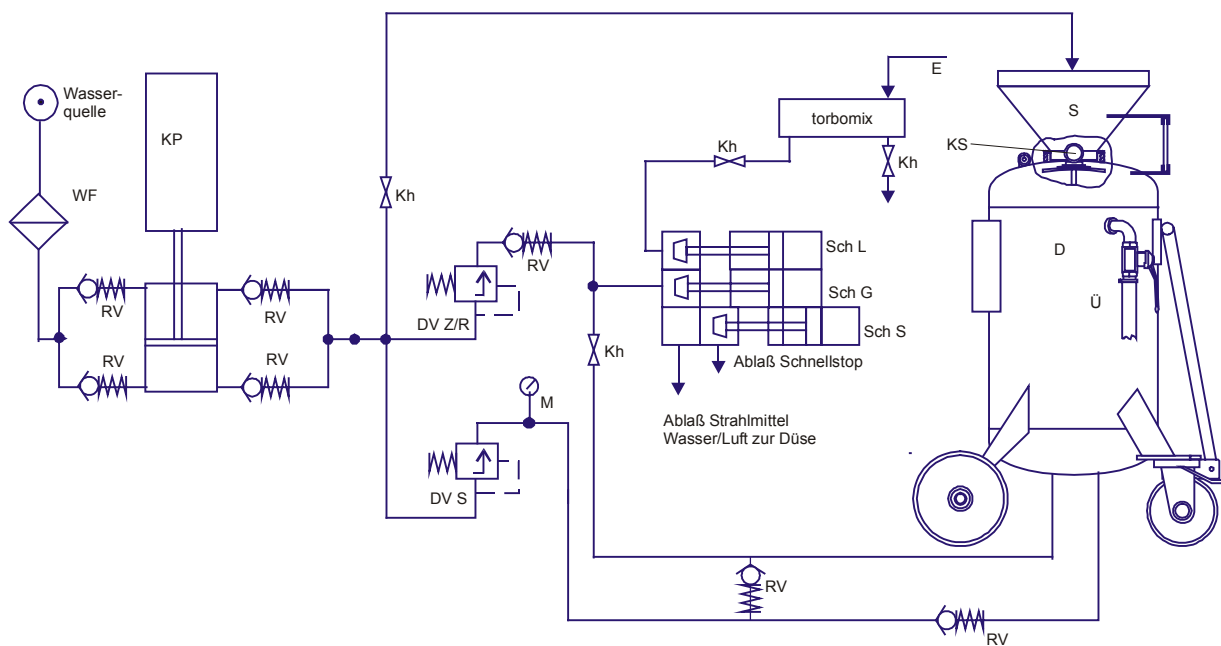 Wasser-
quelle
KP
WF
RV
RV
RV
RV
Kh
RV
DV Z/R
M
DV S
Kh
E
torbomix
Kh
Kh
Sch L
Sch G
Sch S
Ablaß Schnellstop
Ablaß Strahlmittel
Wasser/Luft zur Düse
S
KS
D
Ü
RV
RV